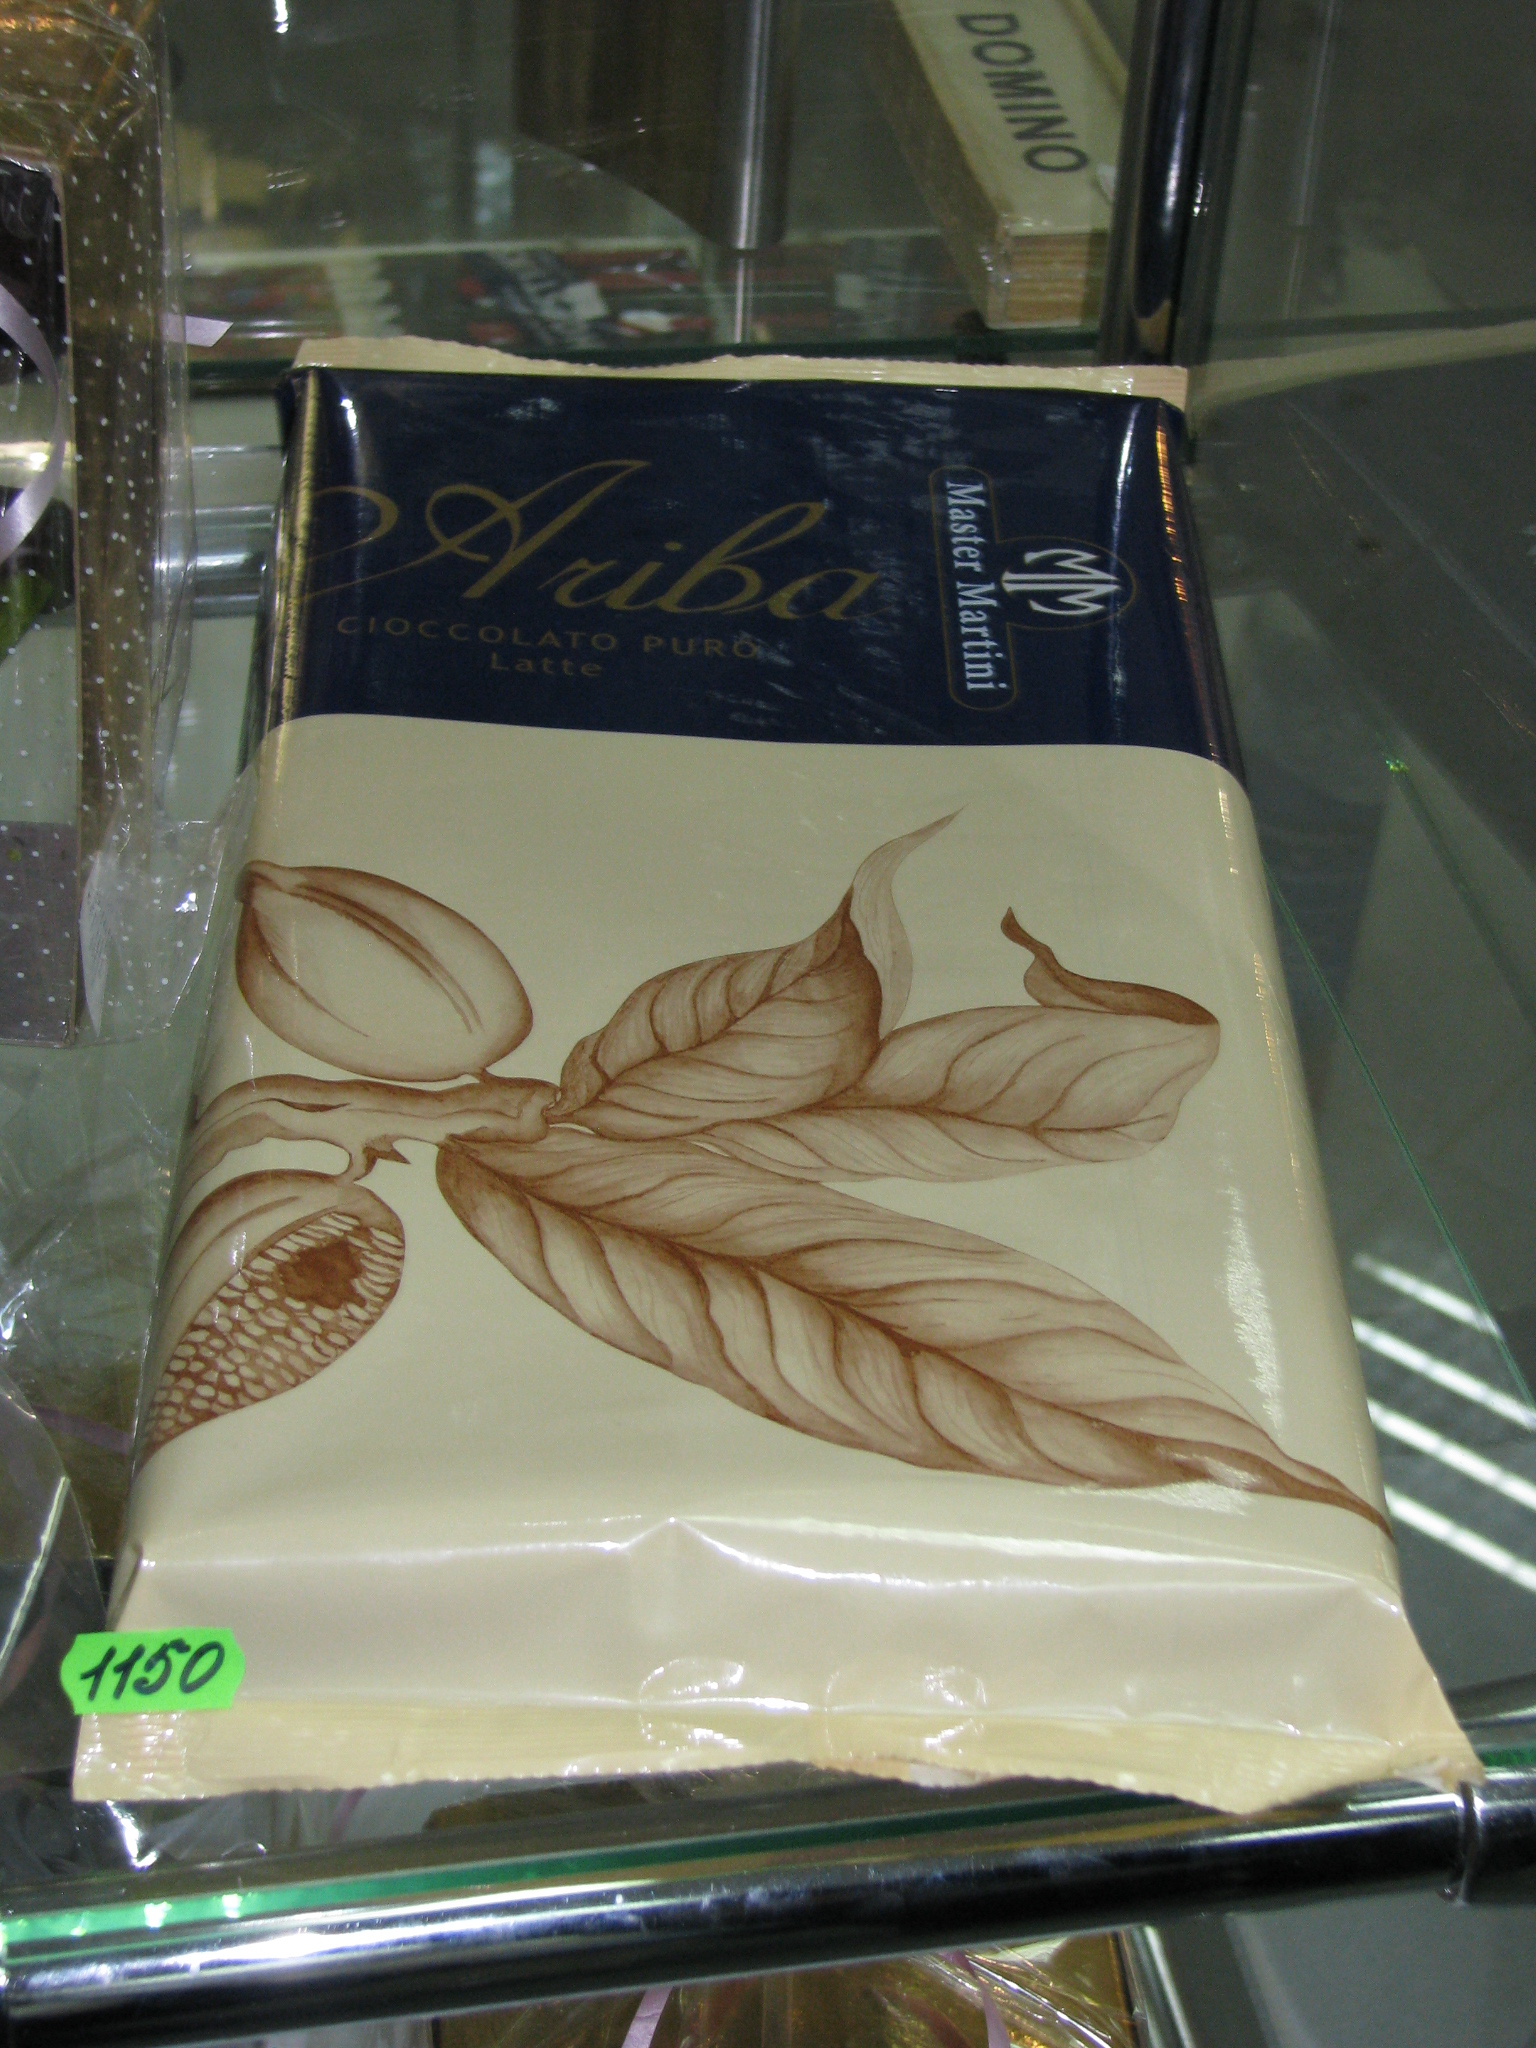 DOMINO
Ariba
CIOCCOLATO PURO
Latte
MM
Master Martini
1150